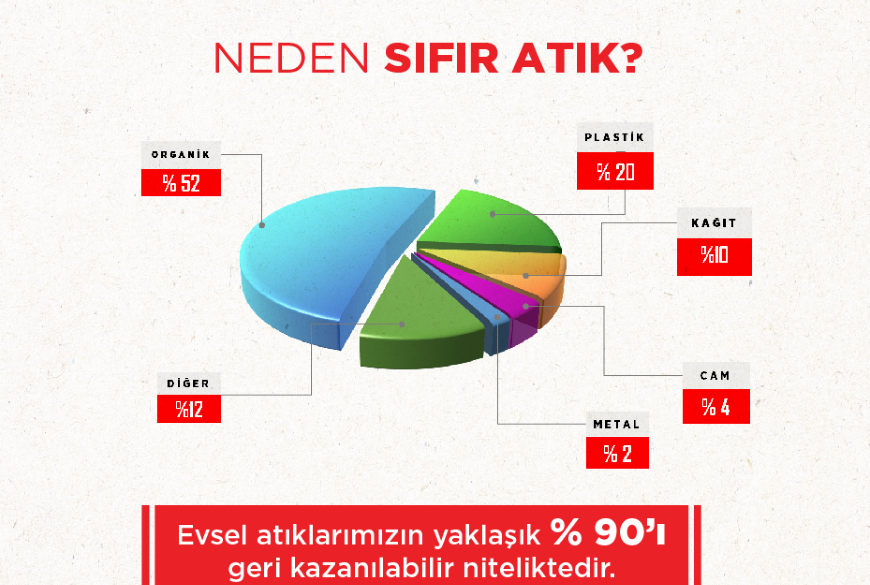 NEDEN SIFIR ATIK?
PLASTİK
% 20
ORGANİK
% 52
KAĞIT
%10
CAM
% 4
DİĞER
%12
METAL
% 2
Evsel atıklarımızın yaklaşık % 90'ı
geri kazanılabilir niteliktedir.